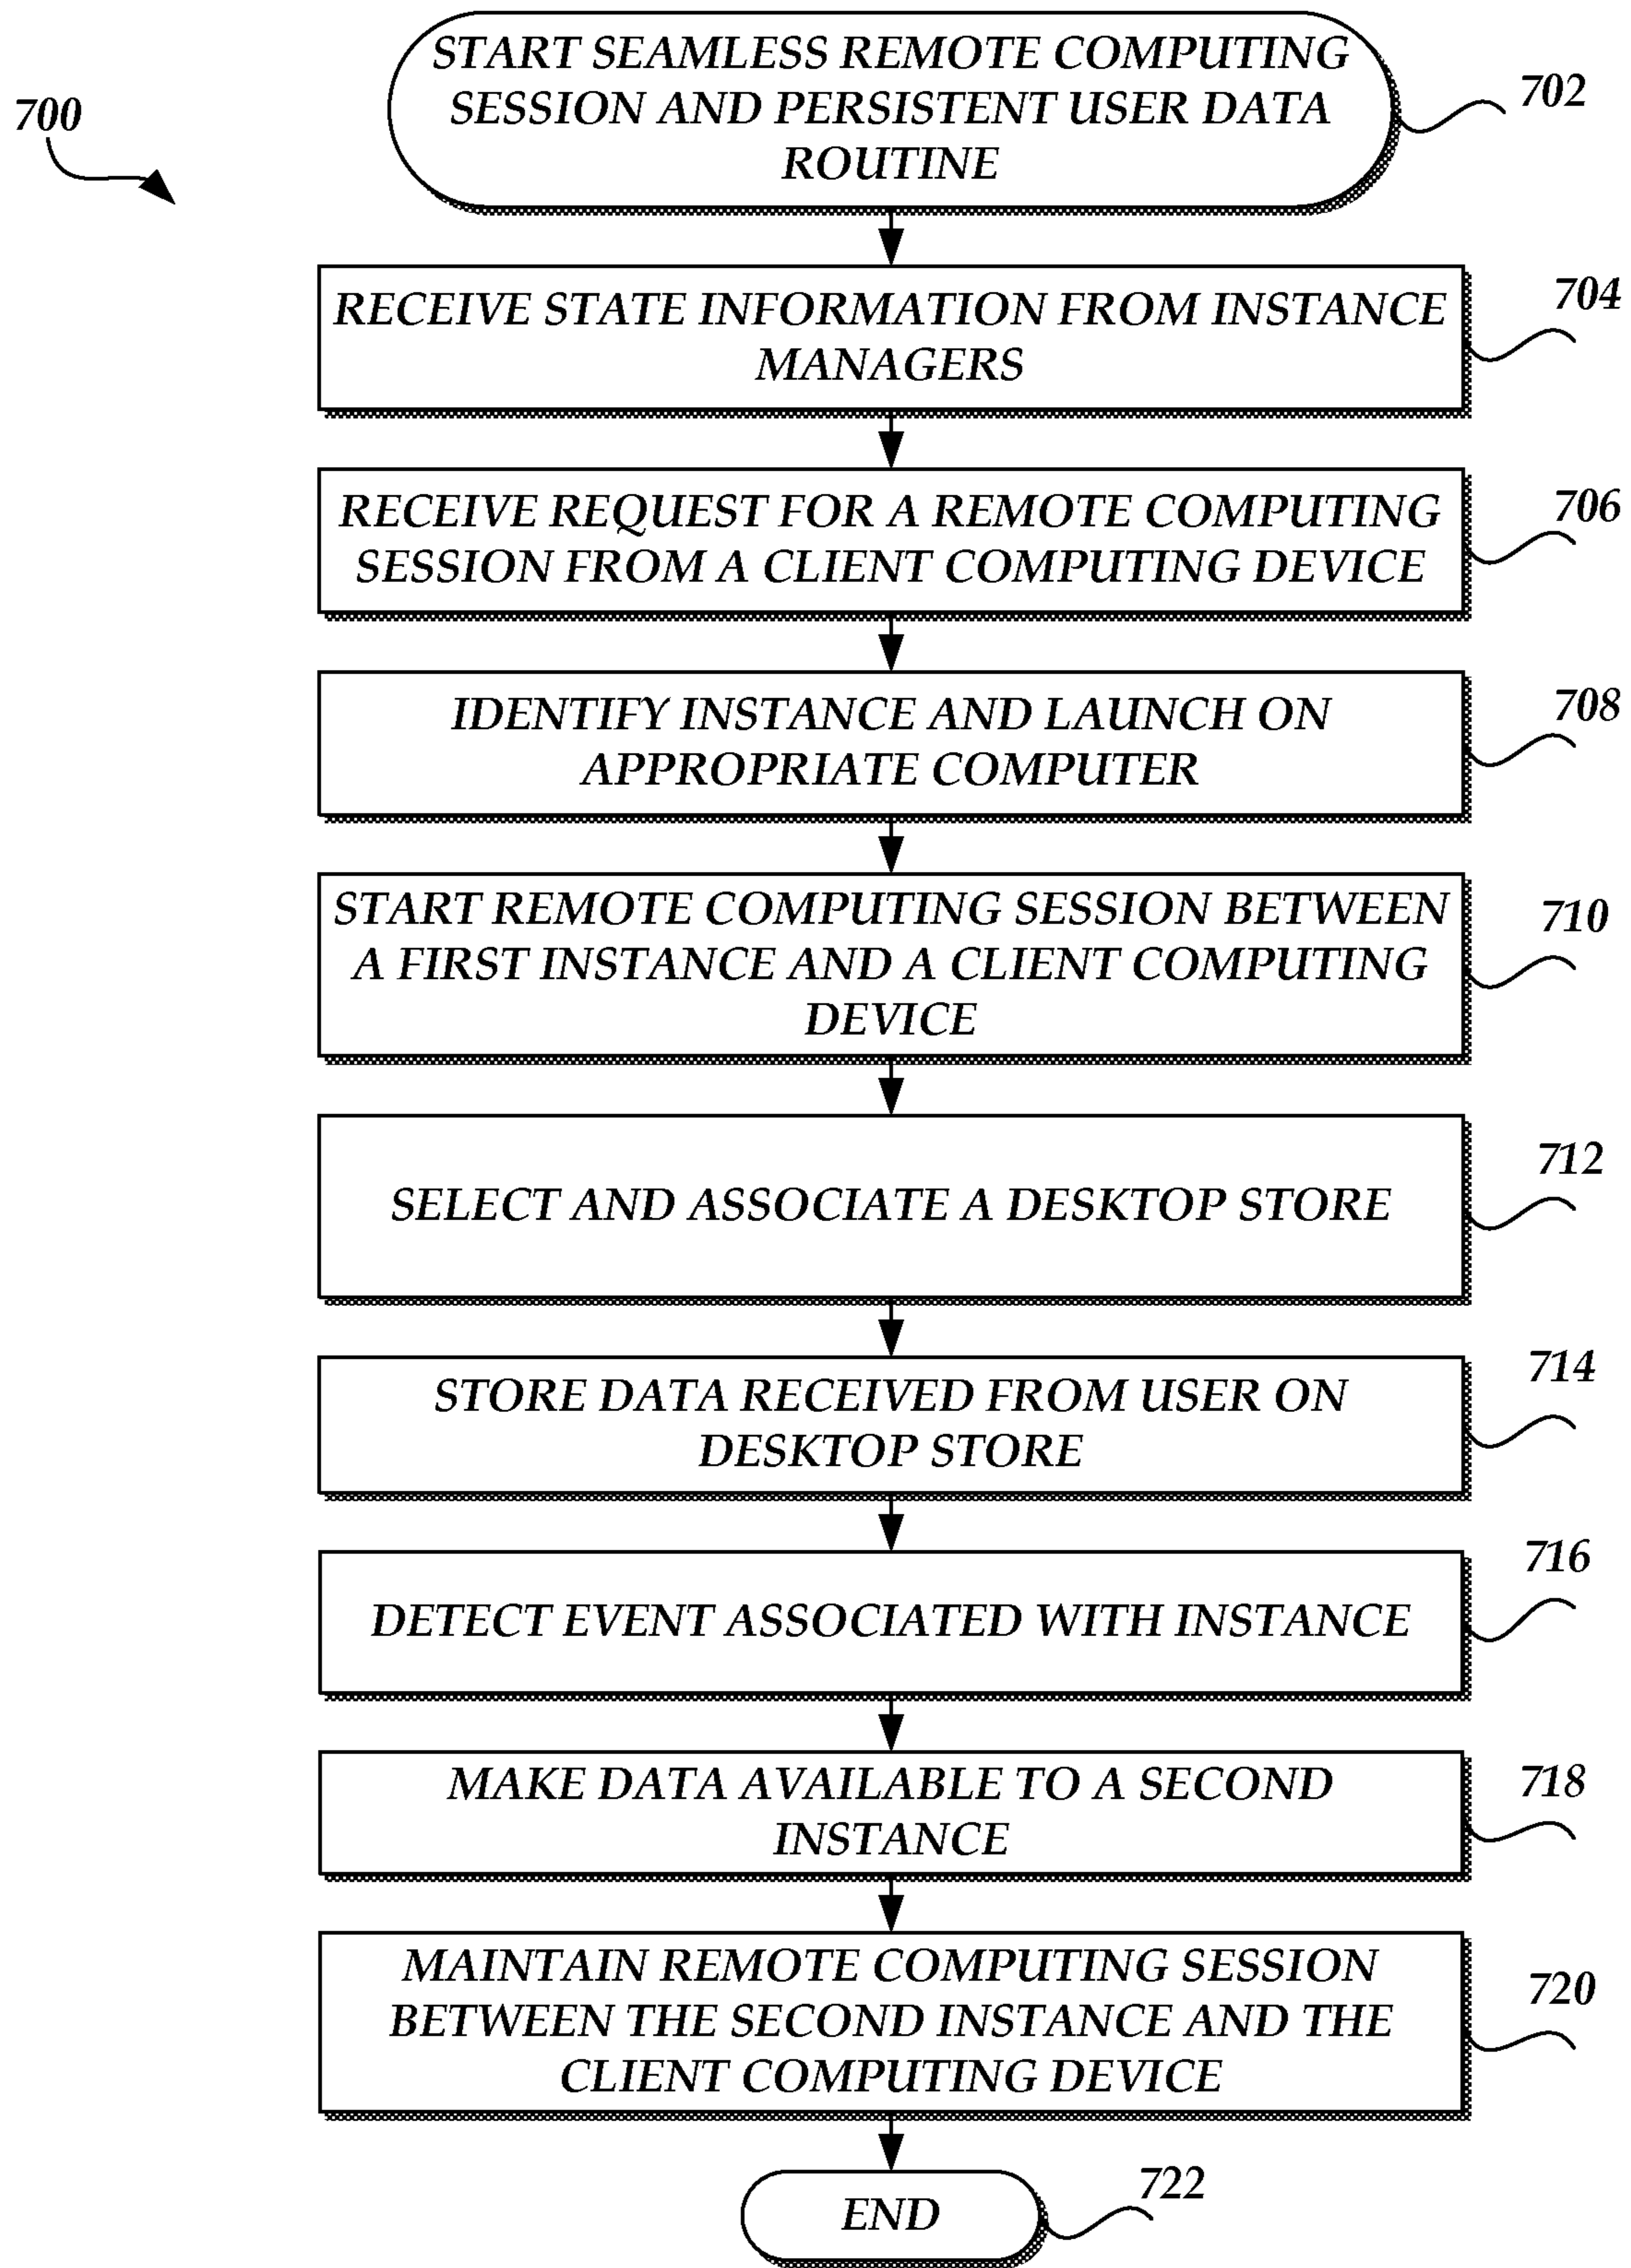 700
START SEAMLESS REMOTE COMPUTING
SESSION AND PERSISTENT USER DATA
ROUTINE
702
RECEIVE STATE INFORMATION FROM INSTANCE
MANAGERS
704
RECEIVE REQUEST FOR A REMOTE COMPUTING
SESSION FROM A CLIENT COMPUTING DEVICE
706
IDENTIFY INSTANCE AND LAUNCH ON
APPROPRIATE COMPUTER
708
START REMOTE COMPUTING SESSION BETWEEN
A FIRST INSTANCE AND A CLIENT COMPUTING
DEVICE
710
SELECT AND ASSOCIATE A DESKTOP STORE
712
STORE DATA RECEIVED FROM USER ON
DESKTOP STORE
714
DETECT EVENT ASSOCIATED WITH INSTANCE
716
MAKE DATA AVAILABLE TO A SECOND
INSTANCE
718
MAINTAIN REMOTE COMPUTING SESSION
BETWEEN THE SECOND INSTANCE AND THE
CLIENT COMPUTING DEVICE
720
END
722